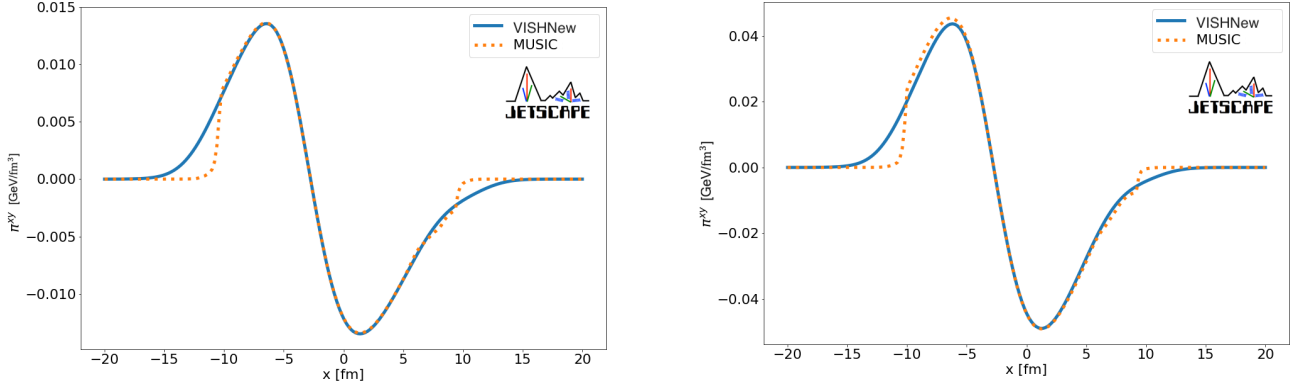 VISHNew
MUSIC
JETSCAPE
0.015
0.010
0.005
0.000
−0.005
−0.010
π^{xy} [GeV/fm³]
−20 −15 −10 −5 0 5 10 15 20
x [fm]
VISHNew
MUSIC
JETSCAPE
0.04
0.02
0.00
−0.02
−0.04
π^{xy} [GeV/fm³]
−20 −15 −10 −5 0 5 10 15 20
x [fm]